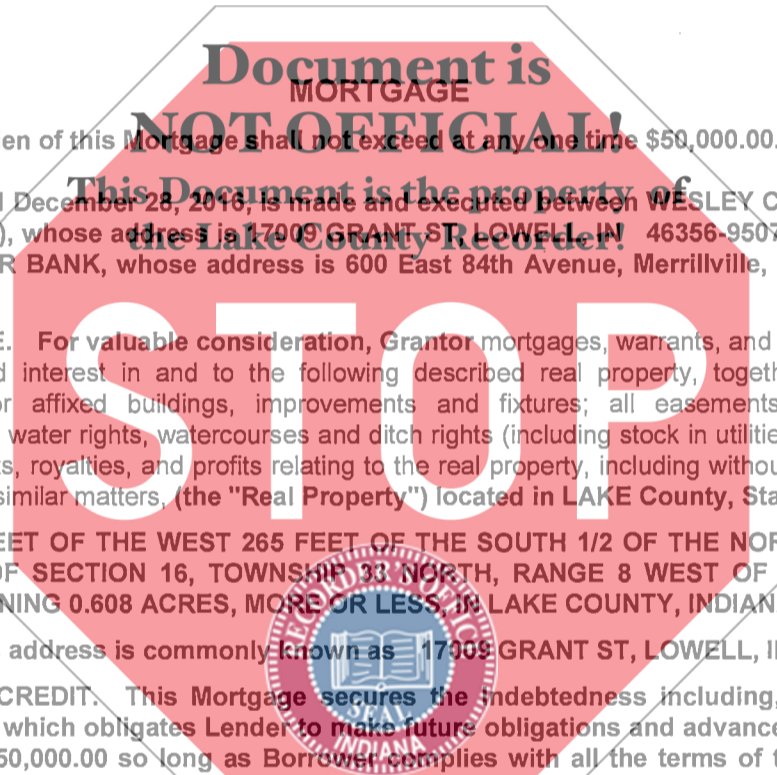 Document is
MORTGAGE
NOT OFFICIAL!
en of this Mortgage shall not exceed at any one time $50,000.00.
This Document is the property of
December 28, 2016, is made and executed between WESLEY
the Lake County Recorder!
), whose address is 17009 GRANT ST, LOWELL, IN 46356-9507
R BANK, whose address is 600 East 84th Avenue, Merrillville,
E. For valuable consideration, Grantor mortgages, warrants, and
d interest in and to the following described real property, togeth
or affixed buildings, improvements and fixtures; all easements
water rights, watercourses and ditch rights (including stock in utilitie
s, royalties, and profits relating to the real property, including withou
similar matters, (the "Real Property") located in LAKE County, Sta
STOP
EET OF THE WEST 265 FEET OF THE SOUTH 1/2 OF THE NOR
OF SECTION 16, TOWNSHIP 33 NORTH, RANGE 8 WEST OF
NING 0.608 ACRES, MORE OR LESS, IN LAKE COUNTY, INDIAN
address is commonly known as 17009 GRANT ST, LOWELL, I
CREDIT. This Mortgage secures the Indebtedness including,
which obligates Lender to make future obligations and advance
50,000.00 so long as Borrower complies with all the terms of
RECORDER'S OFFICE
SEAL
INDIANA